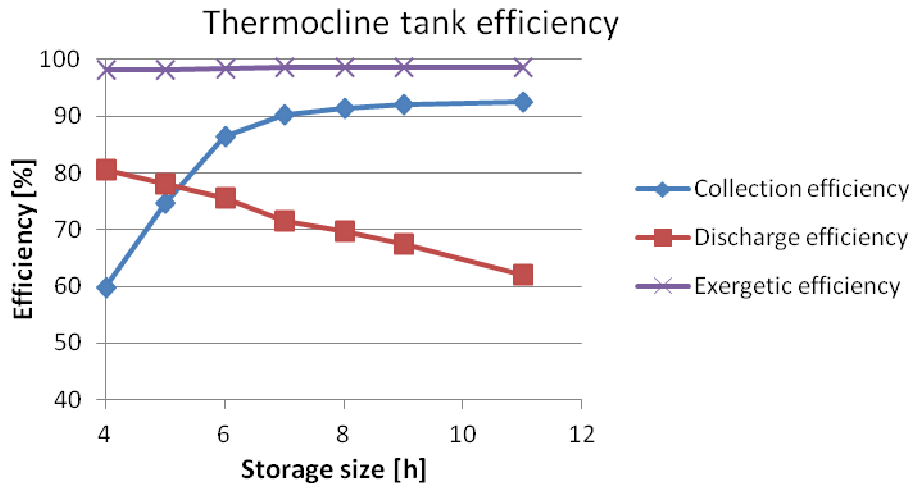 Thermocline tank efficiency
100
90
80
70
60
50
40
Efficiency [%]
4
6
8
10
12
Storage size [h]
Collection efficiency
Discharge efficiency
Exergetic efficiency